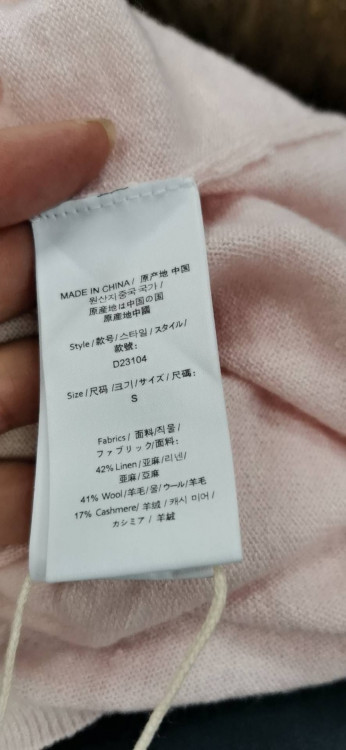 MADE IN CHINA / 原产地 中国
원산지중국 국가 /
原産地は中国の国
原產地中國
Style / 款号 / 스타일 / スタイル /
款號:
D23104
Size / 尺码 / 크기 / サイズ / 尺碼:
S
Fabrics / 面料/직물/
ファブリック/面料:
42% Linen / 亚麻/리넨/
亜麻/亞麻
41% Wool / 羊毛/울/ウール/羊毛
17% Cashmere/ 羊绒 / 캐시 미어 /
カシミア / 羊絨